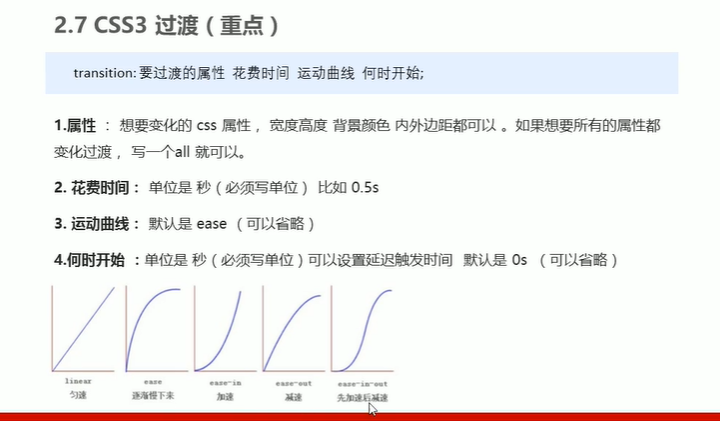 2.7 CSS3 过渡（重点）
transition: 要过渡的属性 花费时间 运动曲线 何时开始;
1.属性 ： 想要变化的 css 属性， 宽度高度 背景颜色 内外边距都可以 。如果想要所有的属性都
变化过渡， 写一个all 就可以。
2. 花费时间： 单位是 秒（必须写单位） 比如 0.5s
3. 运动曲线： 默认是 ease （可以省略）
4.何时开始 ：单位是 秒（必须写单位）可以设置延迟触发时间 默认是 0s （可以省略）
linear ease ease-in ease-out ease-in-out
匀速 逐渐慢下来 加速 减速 先加速后减速